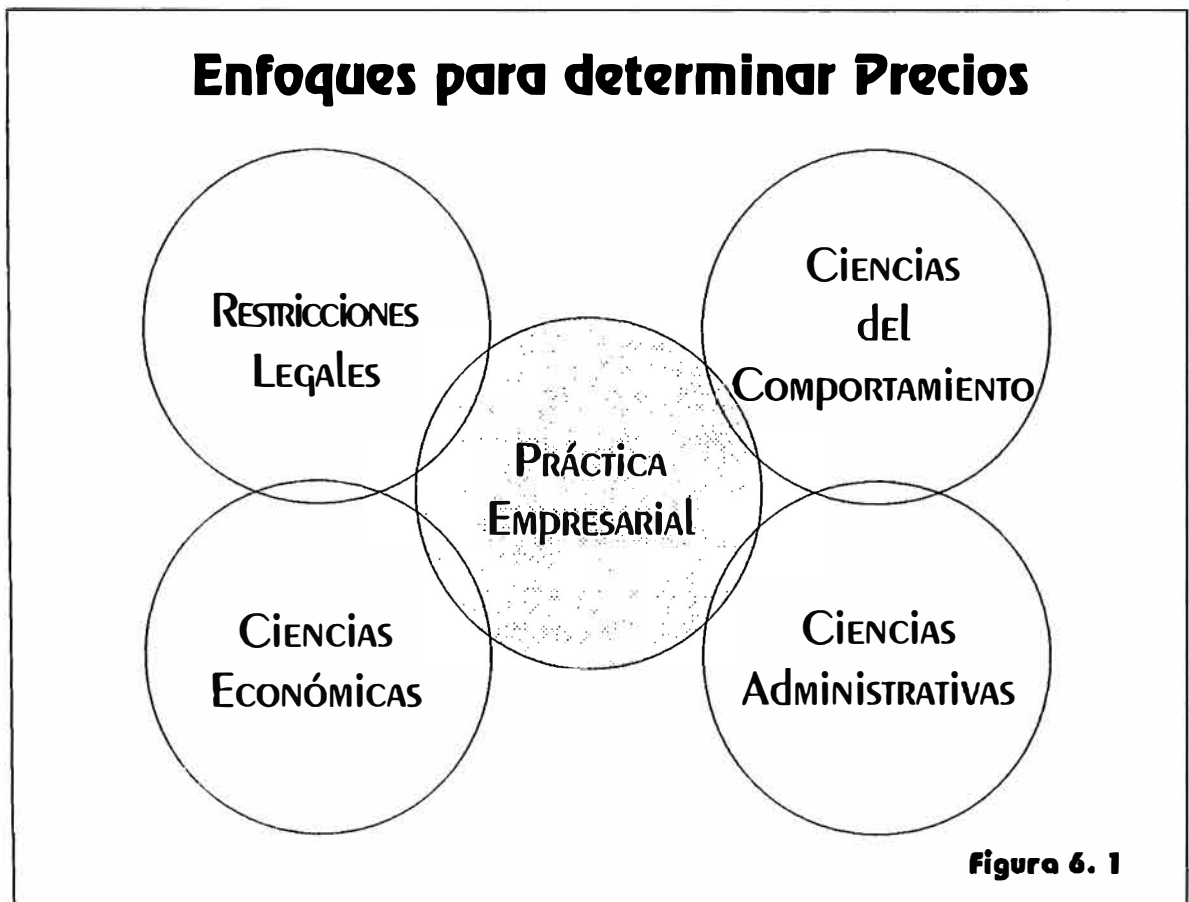 Enfoques para determinar Precios
Restricciones
Legales
Ciencias
del
Comportamiento
Práctica
Empresarial
Ciencias
Económicas
Ciencias
Administrativas
Figura 6. 1